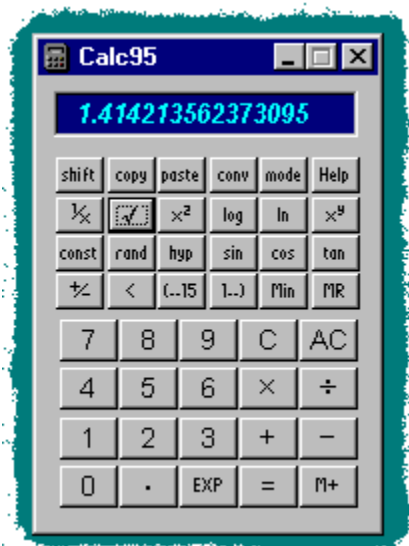 Calc95
1.414213562373095
shift copy paste conv mode Help
¹⁄x √ x² log ln xʸ
const rand hyp sin cos tan
+/− < (..15 1..) Min MR
7 8 9 C AC
4 5 6 × ÷
1 2 3 + −
0 . EXP = M+